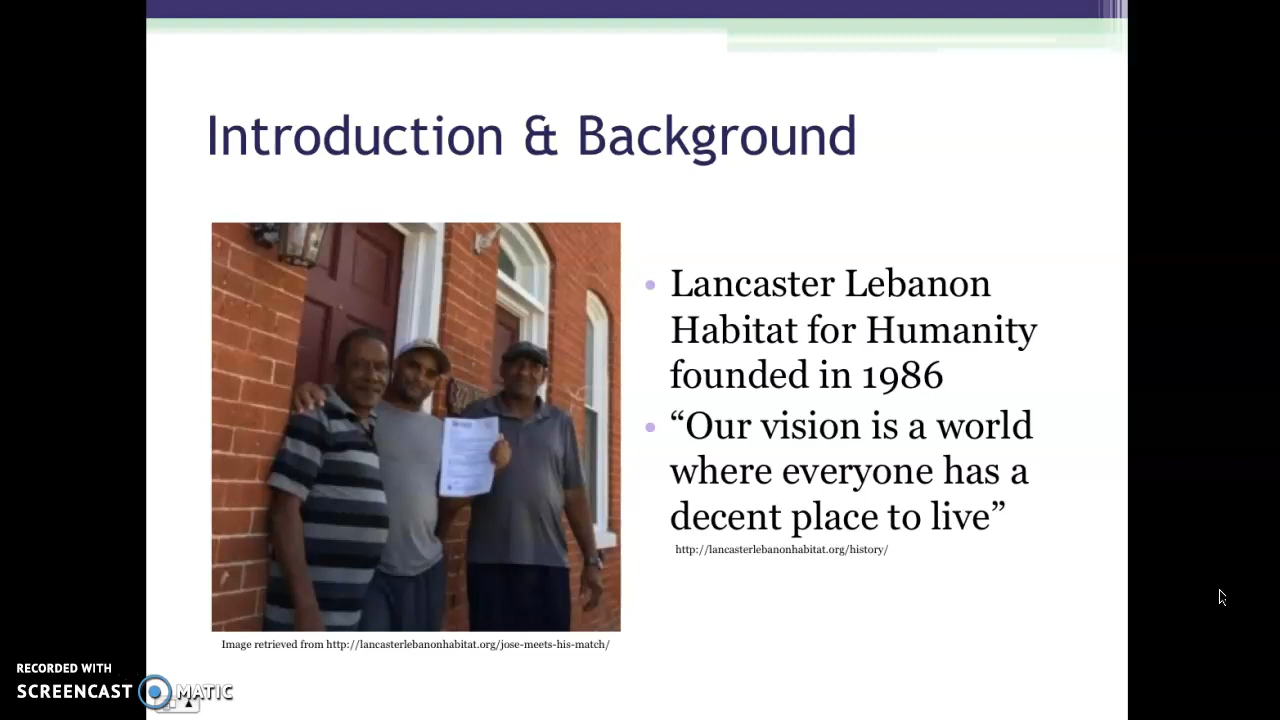 Introduction & Background
Lancaster Lebanon
Habitat for Humanity
founded in 1986
“Our vision is a world
where everyone has a
decent place to live”
http://lancasterlebanonhabitat.org/history/
Image retrieved from http://lancasterlebanonhabitat.org/jose-meets-his-match/
RECORDED WITH
SCREENCAST MATIC